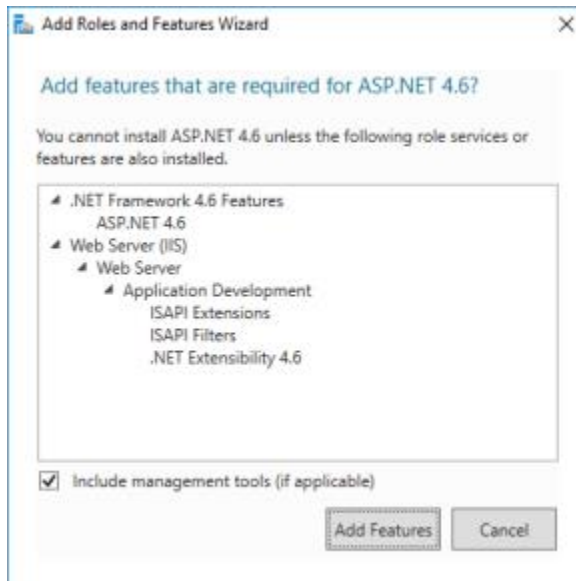 Add Roles and Features Wizard
Add features that are required for ASP.NET 4.6?
You cannot install ASP.NET 4.6 unless the following role services or
features are also installed.
.NET Framework 4.6 Features
ASP.NET 4.6
Web Server (IIS)
Web Server
Application Development
ISAPI Extensions
ISAPI Filters
.NET Extensibility 4.6
Include management tools (if applicable)
Add Features
Cancel